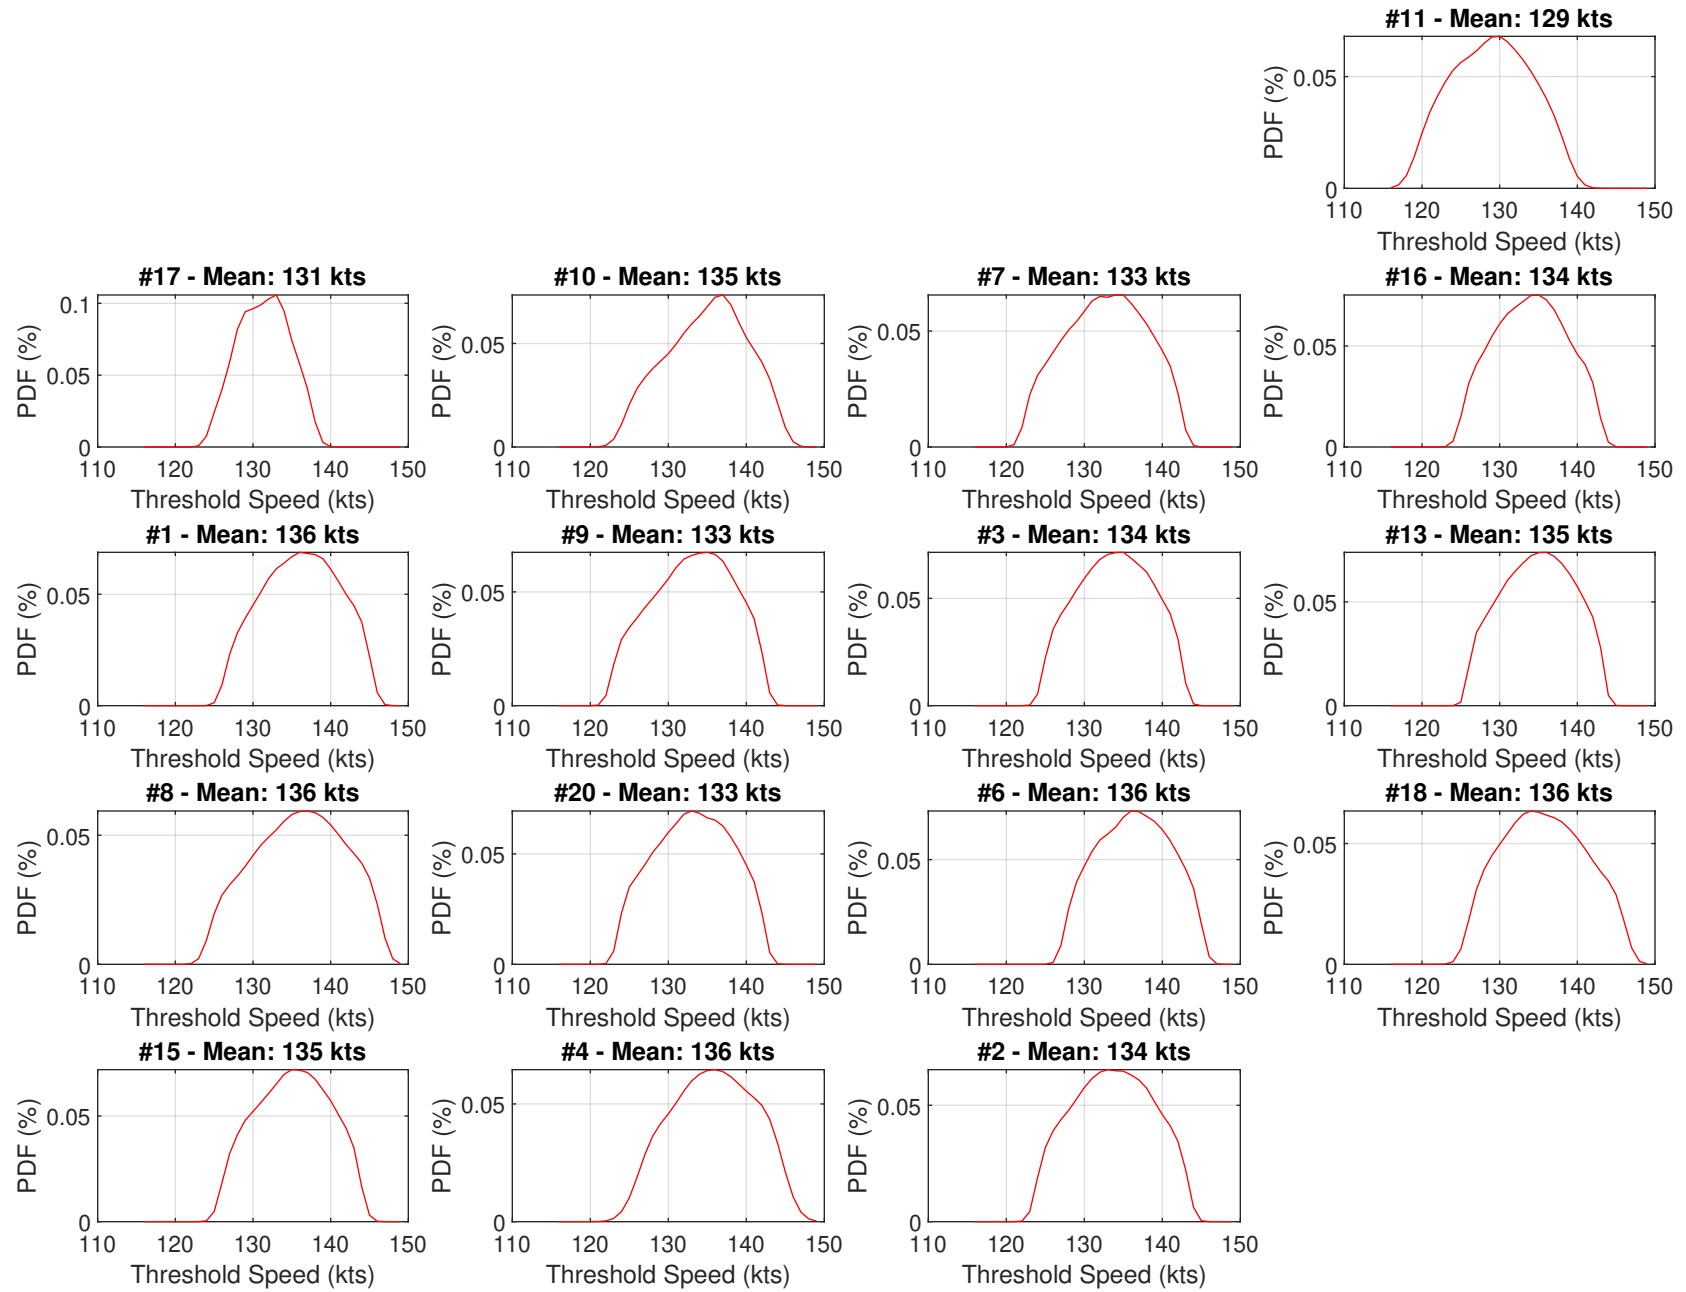 #11 - Mean: 129 kts
PDF (%)
0.05
0
110 120 130 140 150
Threshold Speed (kts)
#17 - Mean: 131 kts
PDF (%)
0.1
0.05
0
110 120 130 140 150
Threshold Speed (kts)
#10 - Mean: 135 kts
PDF (%)
0.05
0
110 120 130 140 150
Threshold Speed (kts)
#7 - Mean: 133 kts
PDF (%)
0.05
0
110 120 130 140 150
Threshold Speed (kts)
#16 - Mean: 134 kts
PDF (%)
0.05
0
110 120 130 140 150
Threshold Speed (kts)
#1 - Mean: 136 kts
PDF (%)
0.05
0
110 120 130 140 150
Threshold Speed (kts)
#9 - Mean: 133 kts
PDF (%)
0.05
0
110 120 130 140 150
Threshold Speed (kts)
#3 - Mean: 134 kts
PDF (%)
0.05
0
110 120 130 140 150
Threshold Speed (kts)
#13 - Mean: 135 kts
PDF (%)
0.05
0
110 120 130 140 150
Threshold Speed (kts)
#8 - Mean: 136 kts
PDF (%)
0.05
0
110 120 130 140 150
Threshold Speed (kts)
#20 - Mean: 133 kts
PDF (%)
0.05
0
110 120 130 140 150
Threshold Speed (kts)
#6 - Mean: 136 kts
PDF (%)
0.05
0
110 120 130 140 150
Threshold Speed (kts)
#18 - Mean: 136 kts
PDF (%)
0.05
0
110 120 130 140 150
Threshold Speed (kts)
#15 - Mean: 135 kts
PDF (%)
0.05
0
110 120 130 140 150
Threshold Speed (kts)
#4 - Mean: 136 kts
PDF (%)
0.05
0
110 120 130 140 150
Threshold Speed (kts)
#2 - Mean: 134 kts
PDF (%)
0.05
0
110 120 130 140 150
Threshold Speed (kts)